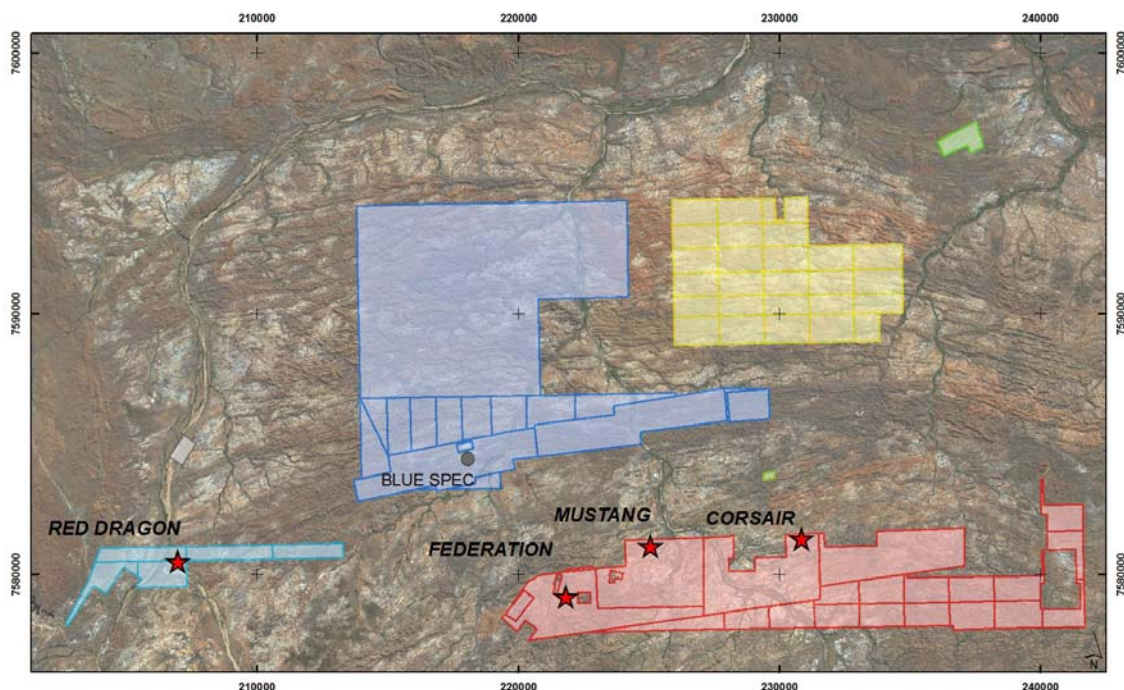 210000 220000 230000 240000
7600000 7600000
7590000 7590000
BLUE SPEC
RED DRAGON
MUSTANG
CORSAIR
FEDERATION
7580000 7580000
N
210000 220000 230000 240000